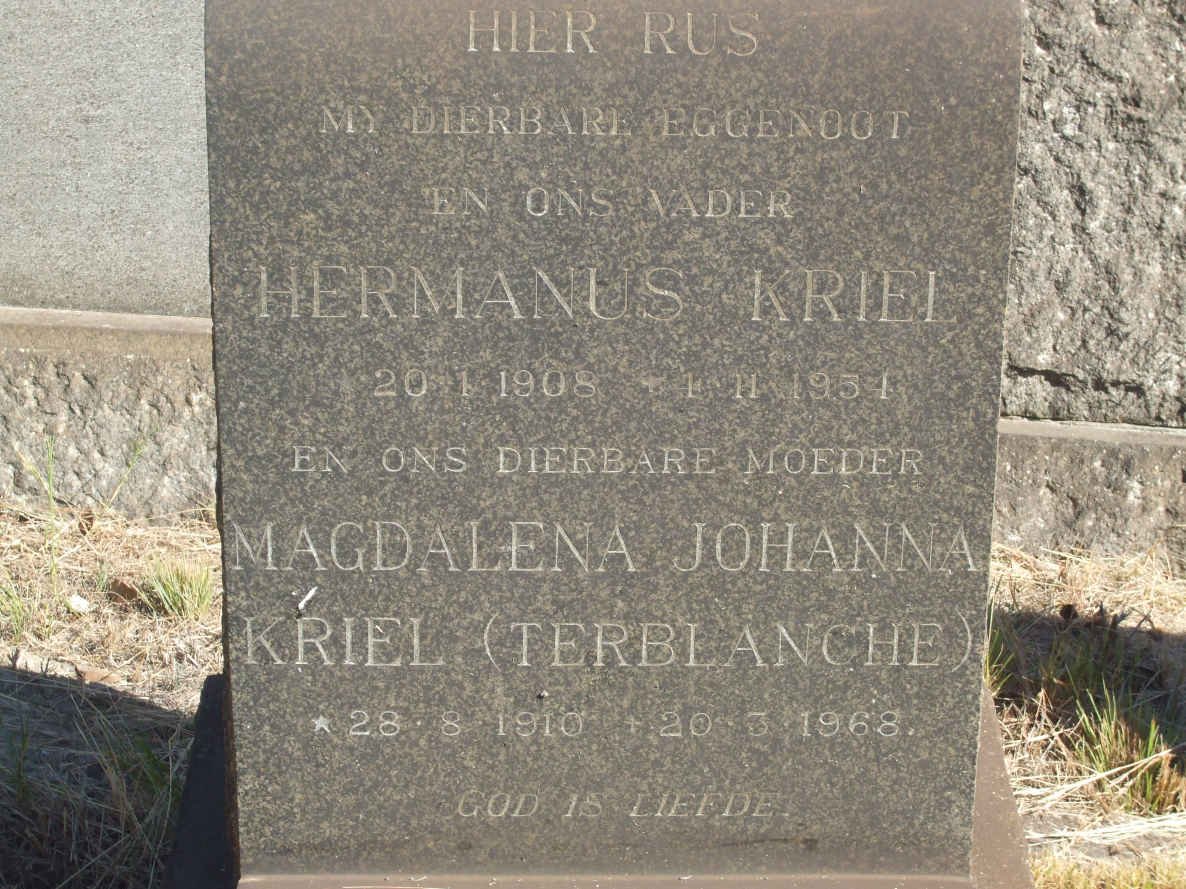 HIER RUS
MY DIERBARE EGGENOOT
EN ONS VADER
HERMANUS KRIEL
20·1·1908 + 1·11·1954
EN ONS DIERBARE MOEDER
MAGDALENA JOHANNA
KRIEL (TERBLANCHE)
*28·8·1910 + 20·3·1968.
GOD IS LIEFDE.